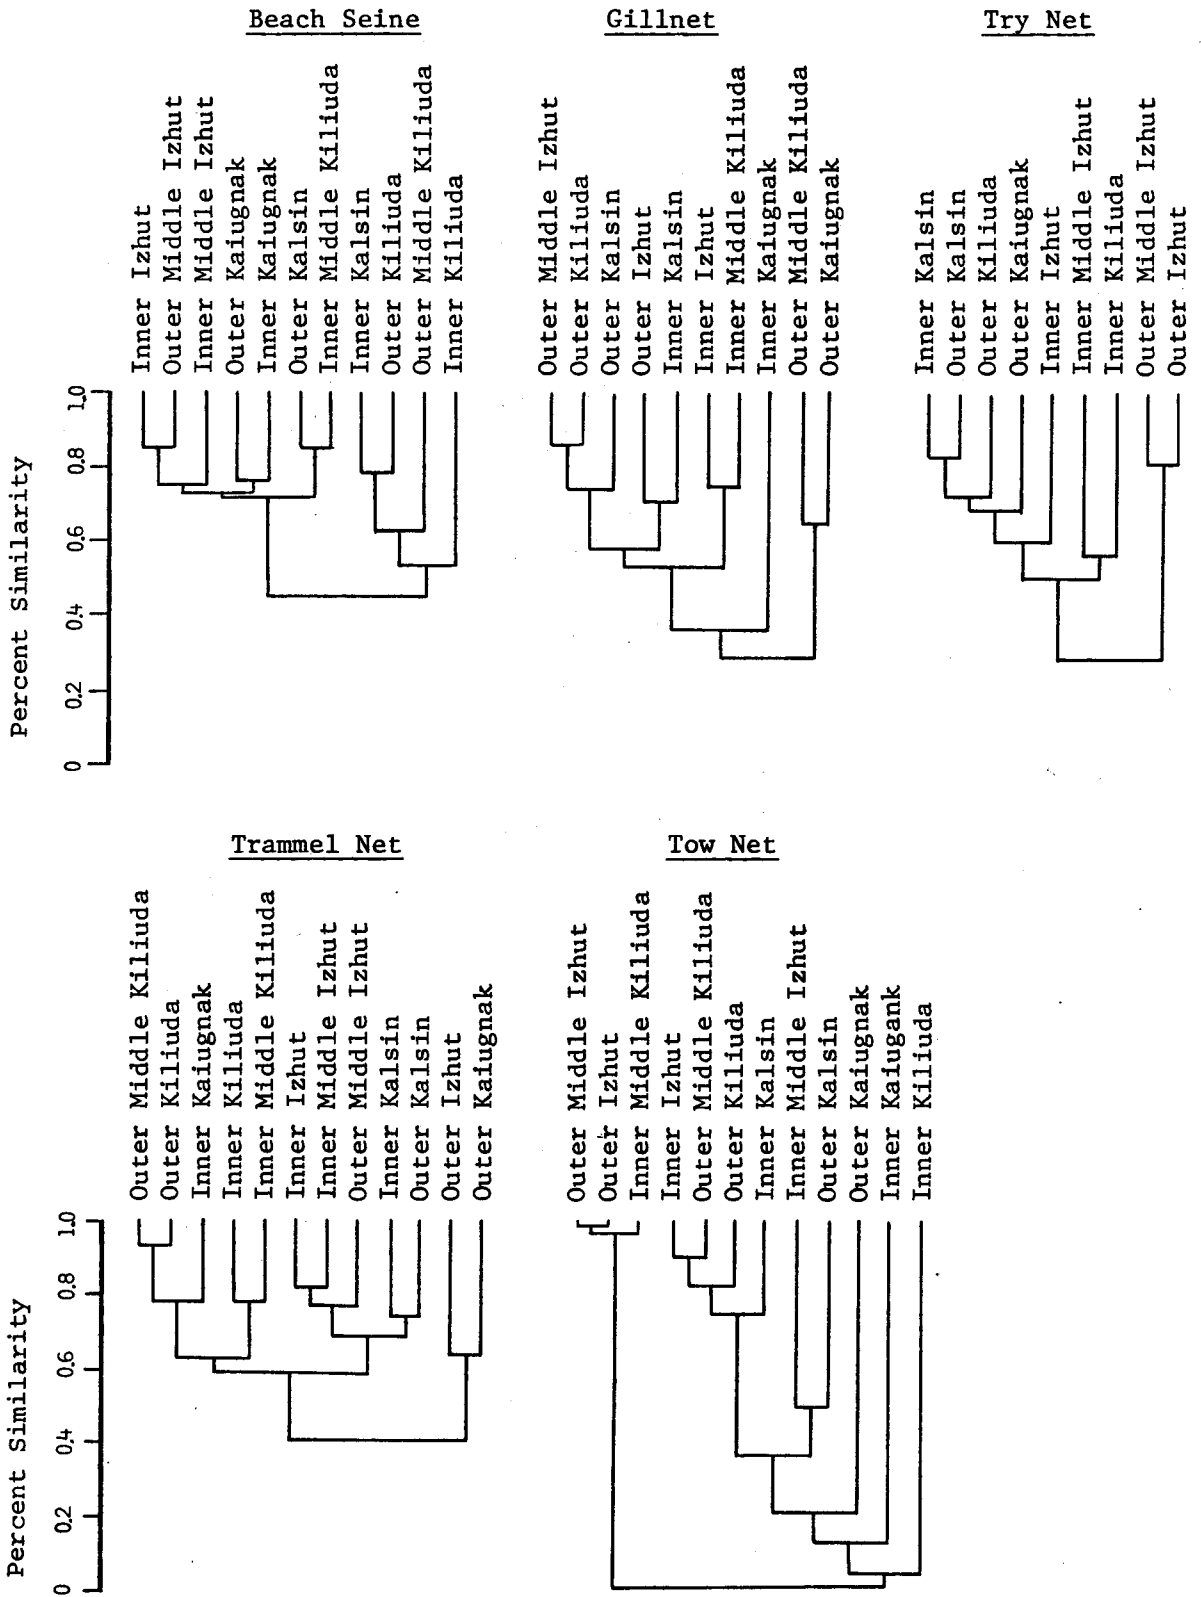 Beach Seine
Gillnet
Try Net
Percent Similarity
1.0
0.8
0.6
0.4
0.2
0
Inner Izhut
Outer Middle Izhut
Inner Middle Izhut
Outer Kaiugnak
Inner Kaiugnak
Outer Kalsin
Inner Middle Kiliuda
Inner Kalsin
Outer Kiliuda
Outer Middle Kiliuda
Inner Kiliuda
Outer Middle Izhut
Outer Kiliuda
Outer Kalsin
Outer Izhut
Inner Kalsin
Inner Izhut
Inner Middle Kiliuda
Inner Kaiugnak
Outer Middle Kiliuda
Outer Kaiugnak
Inner Kalsin
Outer Kalsin
Outer Kiliuda
Outer Kaiugnak
Inner Izhut
Inner Middle Izhut
Inner Kiliuda
Outer Middle Izhut
Outer Izhut
Trammel Net
Tow Net
Percent Similarity
1.0
0.8
0.6
0.4
0.2
0
Outer Middle Kiliuda
Outer Kiliuda
Inner Kaiugnak
Inner Kiliuda
Inner Middle Kiliuda
Inner Izhut
Inner Middle Izhut
Outer Middle Izhut
Inner Kalsin
Outer Kalsin
Outer Izhut
Outer Kaiugnak
Outer Middle Izhut
Outer Izhut
Inner Middle Kiliuda
Inner Izhut
Outer Middle Kiliuda
Outer Kiliuda
Inner Kalsin
Inner Middle Izhut
Outer Kalsin
Outer Kaiugnak
Inner Kaiugank
Inner Kiliuda